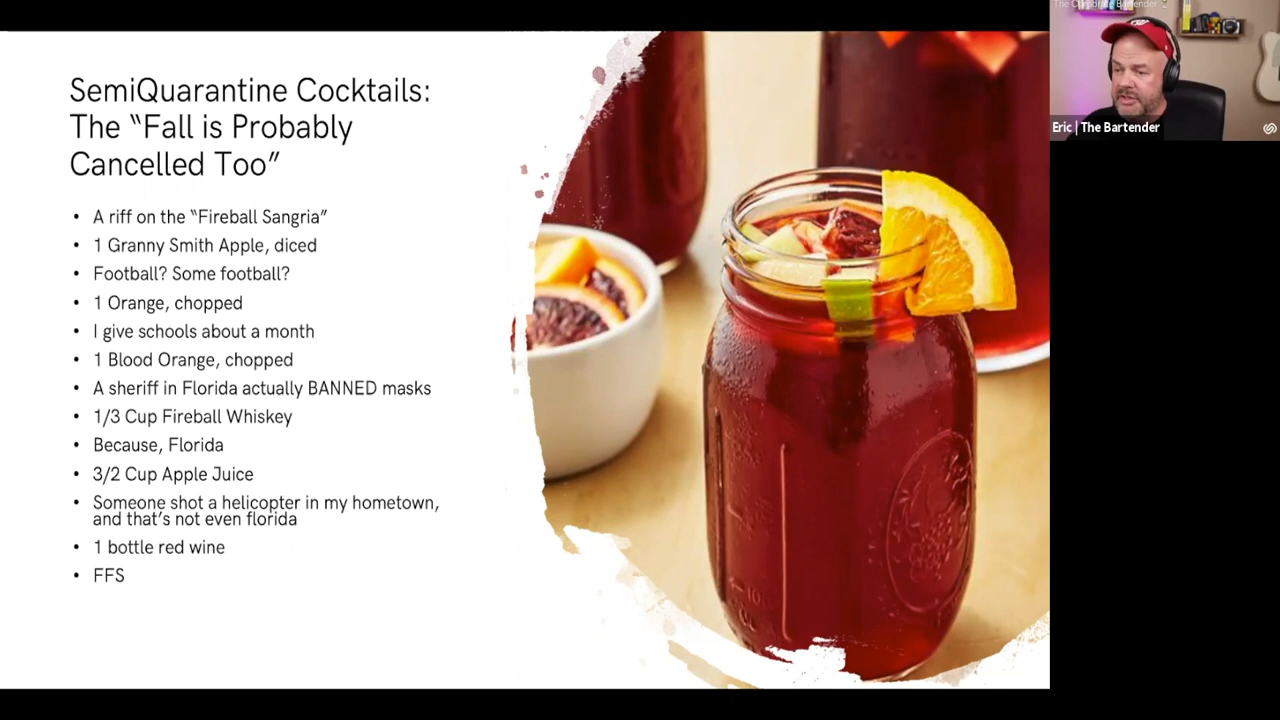 SemiQuarantine Cocktails:
The “Fall is Probably
Cancelled Too”
• A riff on the “Fireball Sangria”
• 1 Granny Smith Apple, diced
• Football? Some football?
• 1 Orange, chopped
• I give schools about a month
• 1 Blood Orange, chopped
• A sheriff in Florida actually BANNED masks
• 1/3 Cup Fireball Whiskey
• Because, Florida
• 3/2 Cup Apple Juice
• Someone shot a helicopter in my hometown,
and that’s not even florida
• 1 bottle red wine
• FFS
The Corporate Bartender
Eric | The Bartender